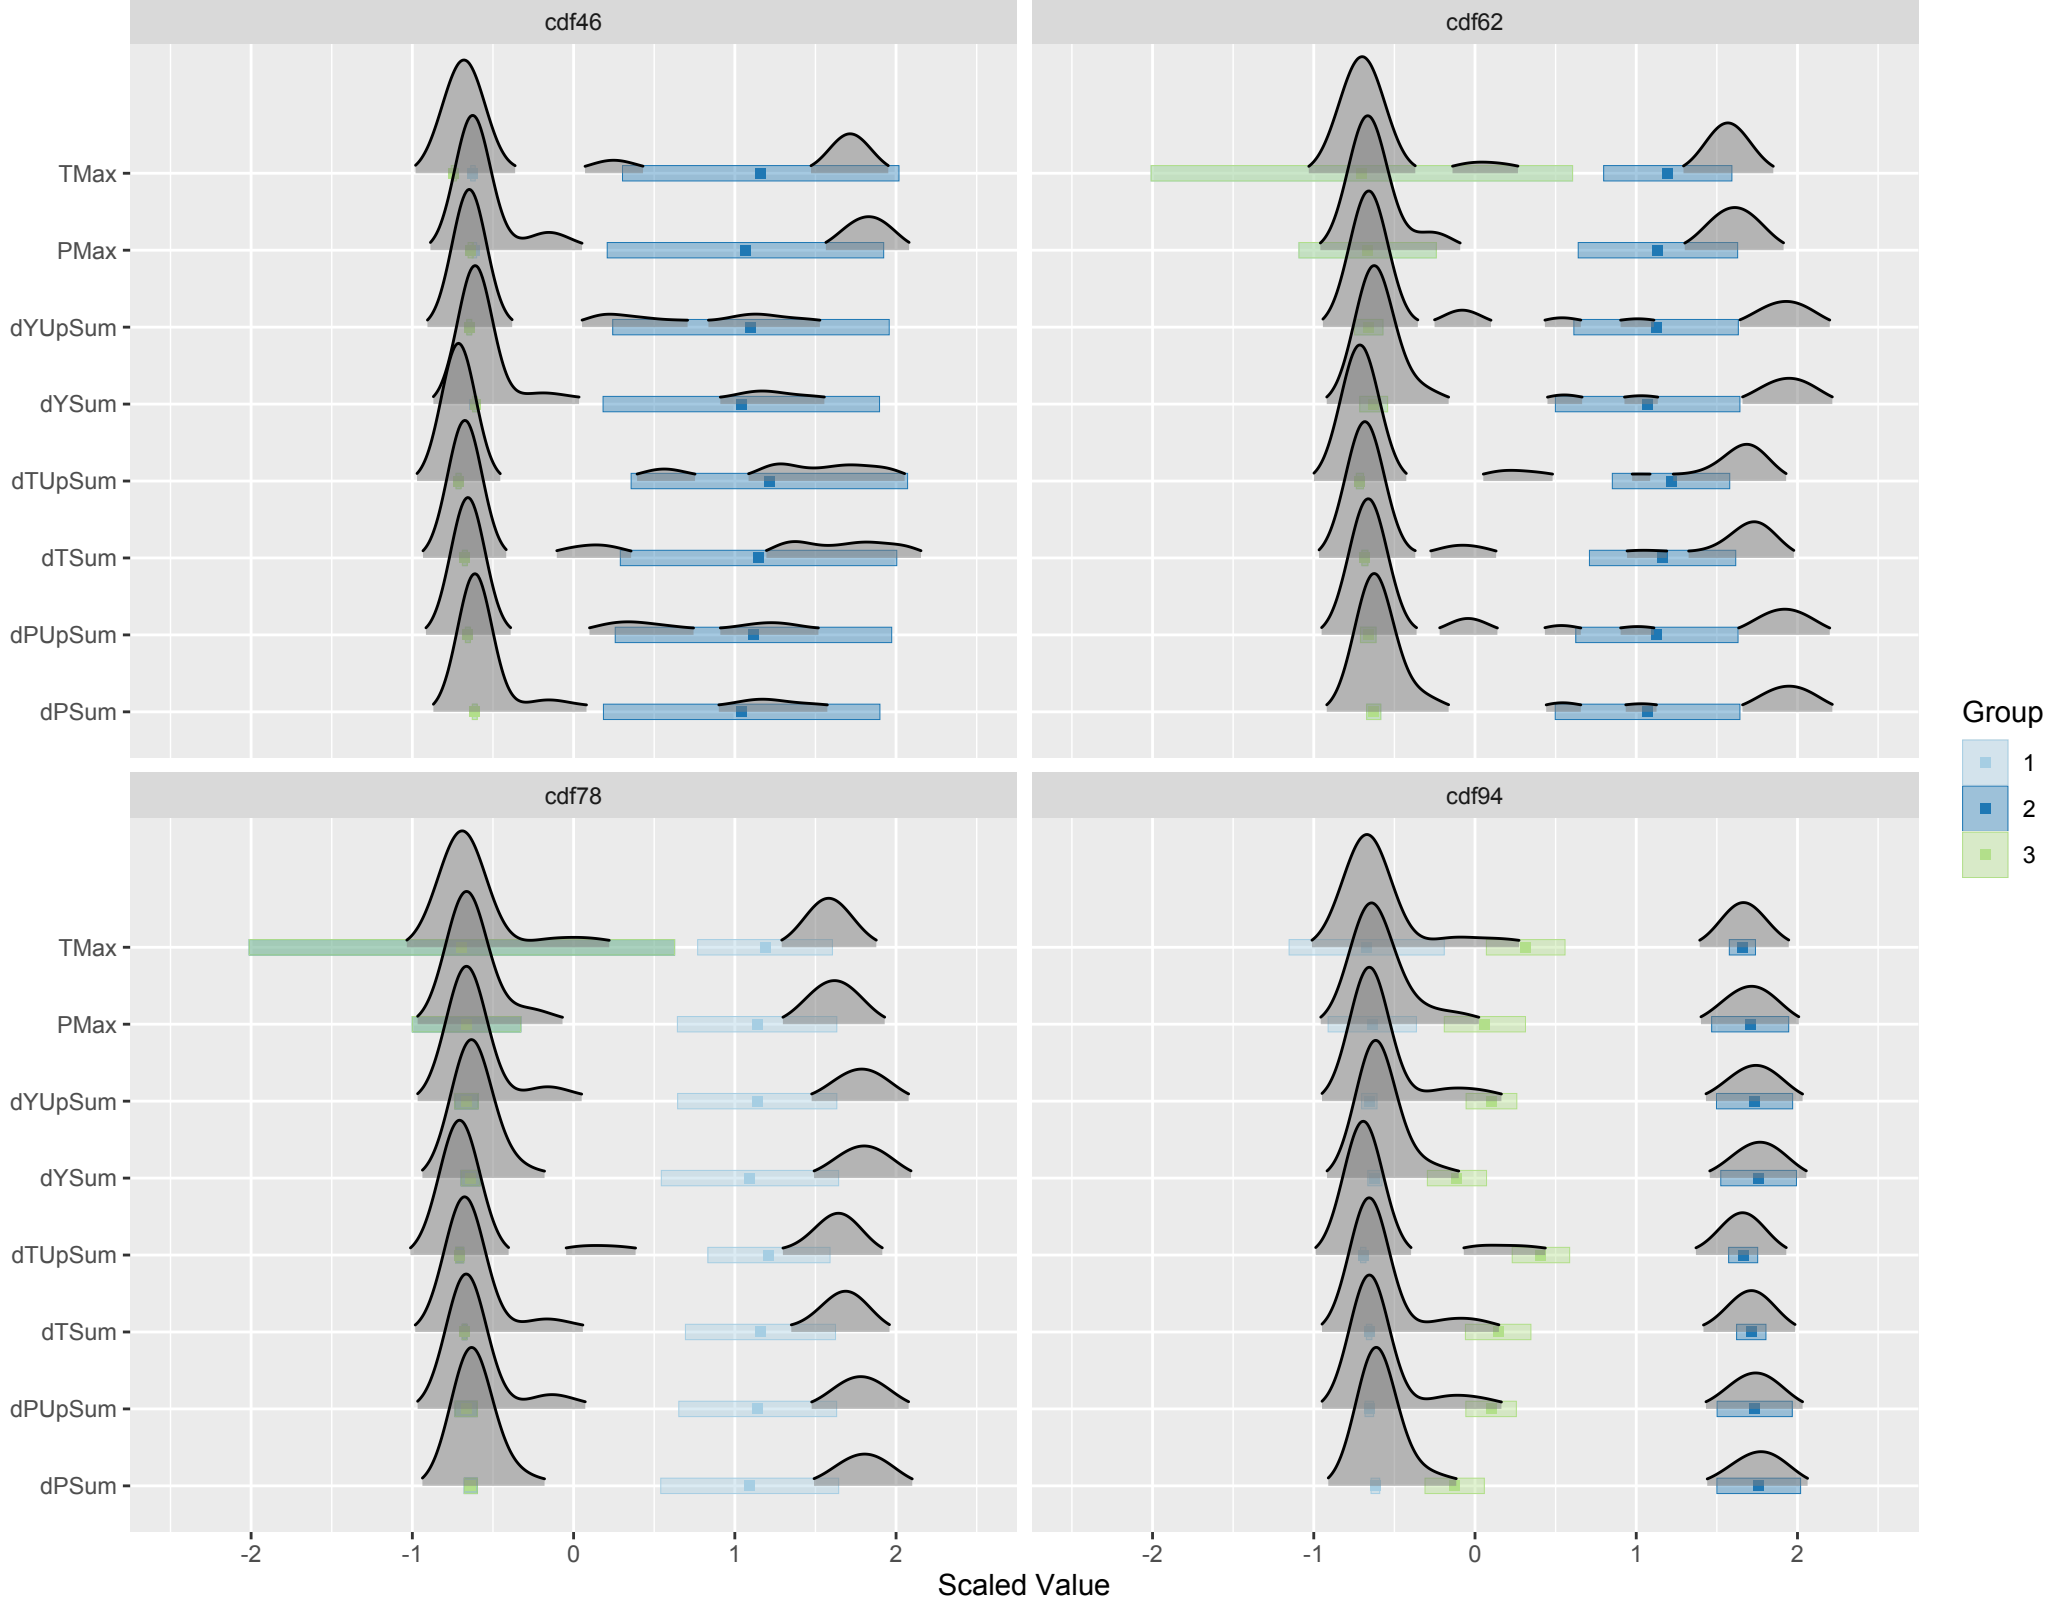 cdf46
cdf62
TMax
PMax
dYUpSum
dYSum
dTUpSum
dTSum
dPUpSum
dPSum
cdf78
cdf94
TMax
PMax
dYUpSum
dYSum
dTUpSum
dTSum
dPUpSum
dPSum
-2 -1 0 1 2
-2 -1 0 1 2
Scaled Value
Group
1
2
3